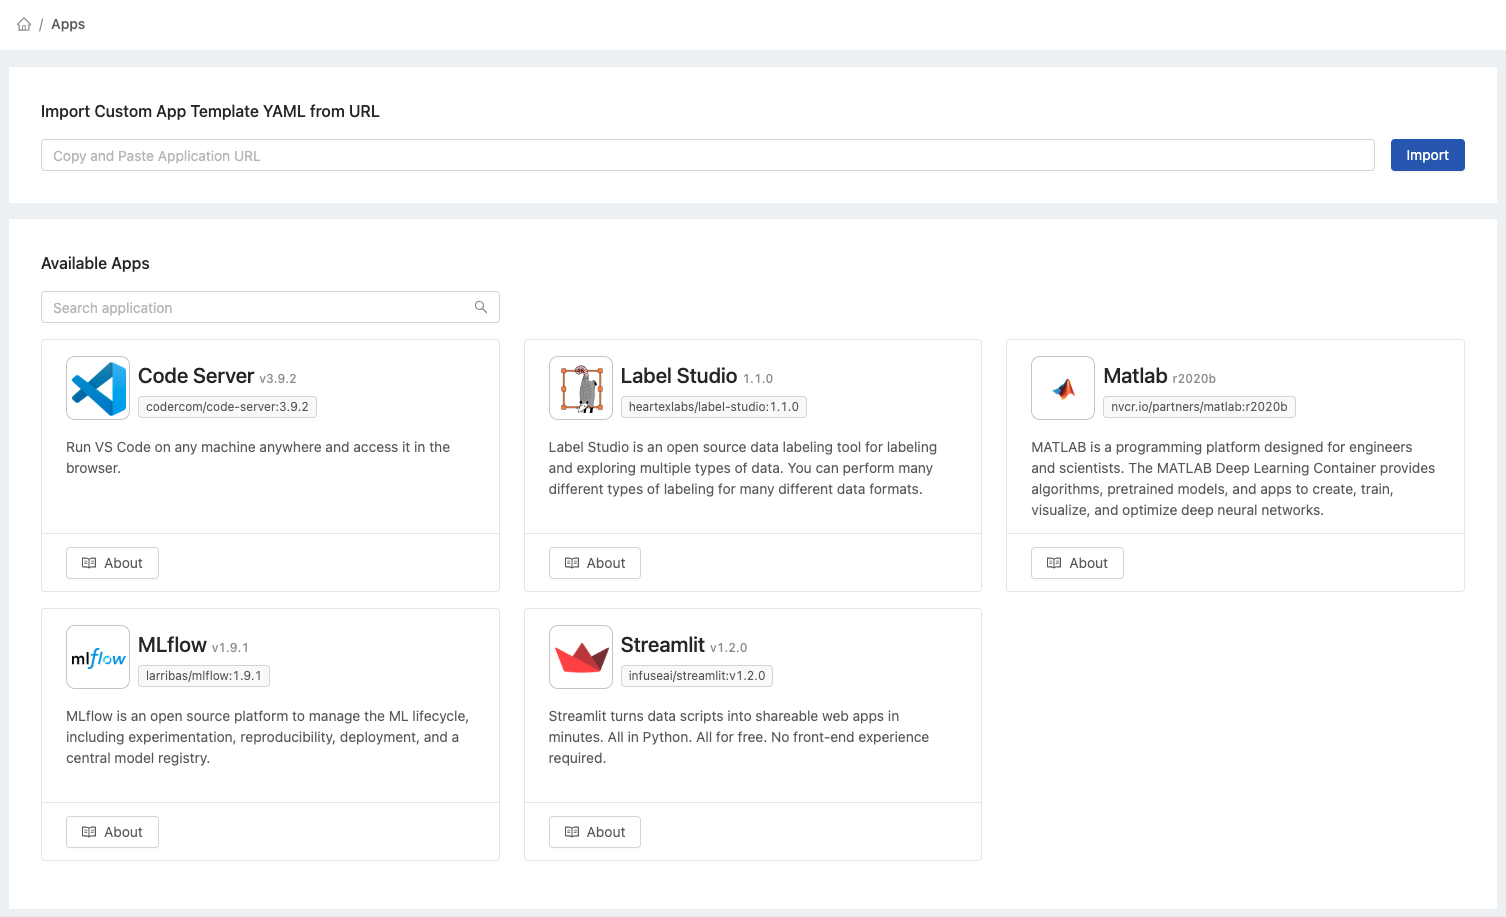 / Apps
Import Custom App Template YAML from URL
Copy and Paste Application URL
Import
Available Apps
Search application
Code Server v3.9.2
codercom/code-server:3.9.2
Run VS Code on any machine anywhere and access it in the
browser.
About
Label Studio 1.1.0
heartexlabs/label-studio:1.1.0
Label Studio is an open source data labeling tool for labeling
and exploring multiple types of data. You can perform many
different types of labeling for many different data formats.
About
Matlab r2020b
nvcr.io/partners/matlab:r2020b
MATLAB is a programming platform designed for engineers
and scientists. The MATLAB Deep Learning Container provides
algorithms, pretrained models, and apps to create, train,
visualize, and optimize deep neural networks.
About
mlflow
MLflow v1.9.1
larribas/mlflow:1.9.1
MLflow is an open source platform to manage the ML lifecycle,
including experimentation, reproducibility, deployment, and a
central model registry.
About
Streamlit v1.2.0
infuseai/streamlit:v1.2.0
Streamlit turns data scripts into shareable web apps in
minutes. All in Python. All for free. No front-end experience
required.
About